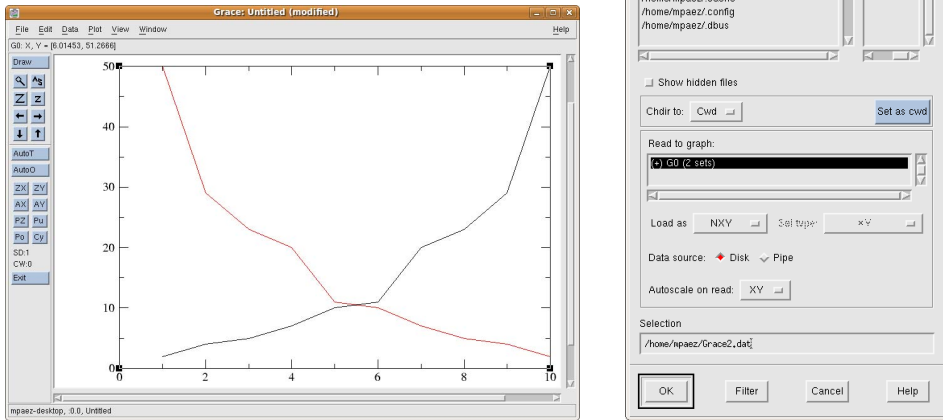 Grace: Untitled (modified)
File Edit Data Plot View Window Help
G0: X, Y = [6.01453, 51.2666]
Draw
AS
Z z
AutoT
AutoO
ZX ZY
AX AY
PZ Pu
Po Cy
SD:1
CW:0
Exit
50
40
30
20
10
0
0 2 4 6 8 10
mpaez-desktop, :0.0, Untitled
/home/mpaez/.config
/home/mpaez/.dbus
Show hidden files
Chdir to: Cwd Set as cwd
Read to graph:
(+) G0 (2 sets)
Load as NXY Set type: XY
Data source: Disk Pipe
Autoscale on read: XY
Selection
/home/mpaez/Grace2.dat
OK Filter Cancel Help